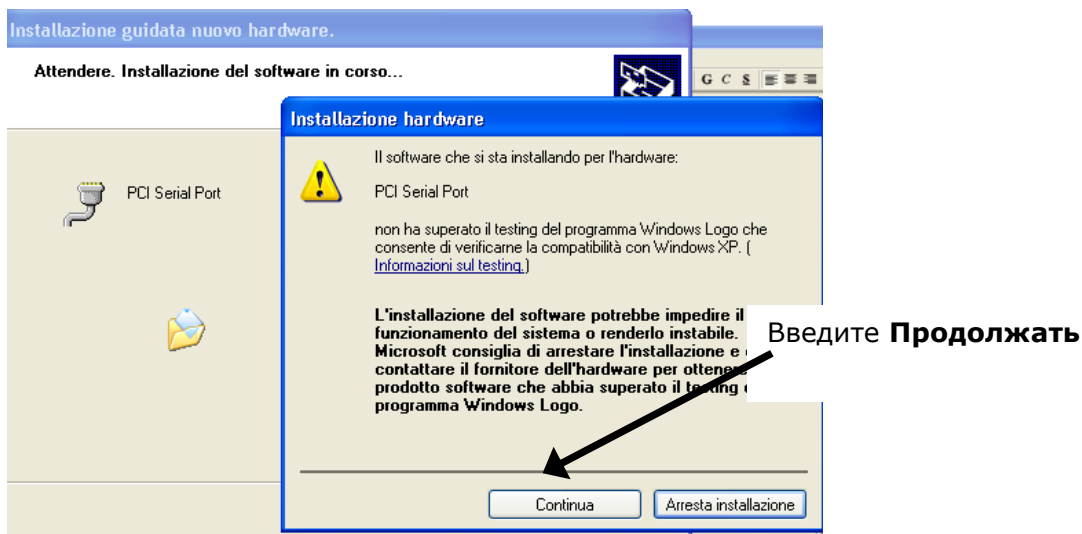 Installazione guidata nuovo hardware.
Attendere. Installazione del software in corso...
G C S
Installazione hardware
Il software che si sta installando per l'hardware:
PCI Serial Port
PCI Serial Port
non ha superato il testing del programma Windows Logo che
consente di verificarne la compatibilità con Windows XP. (
Informazioni sul testing.)
L'installazione del software potrebbe impedire il
funzionamento del sistema o renderlo instabile.
Microsoft consiglia di arrestare l'installazione e
contattare il fornitore dell'hardware per ottenere
prodotto software che abbia superato il testing
programma Windows Logo.
Введите Продолжать
Continua
Arresta installazione